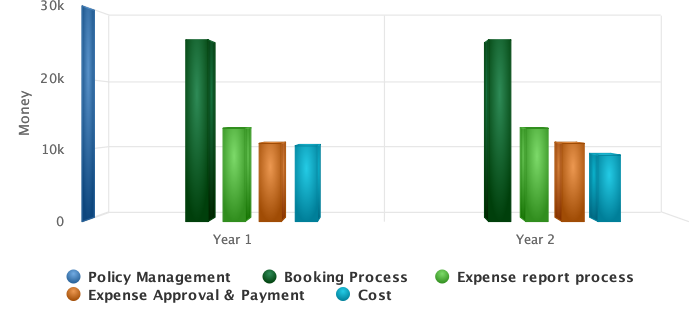 30k
20k
10k
0
Money
Year 1 Year 2
Policy Management Booking Process Expense report process
Expense Approval & Payment Cost